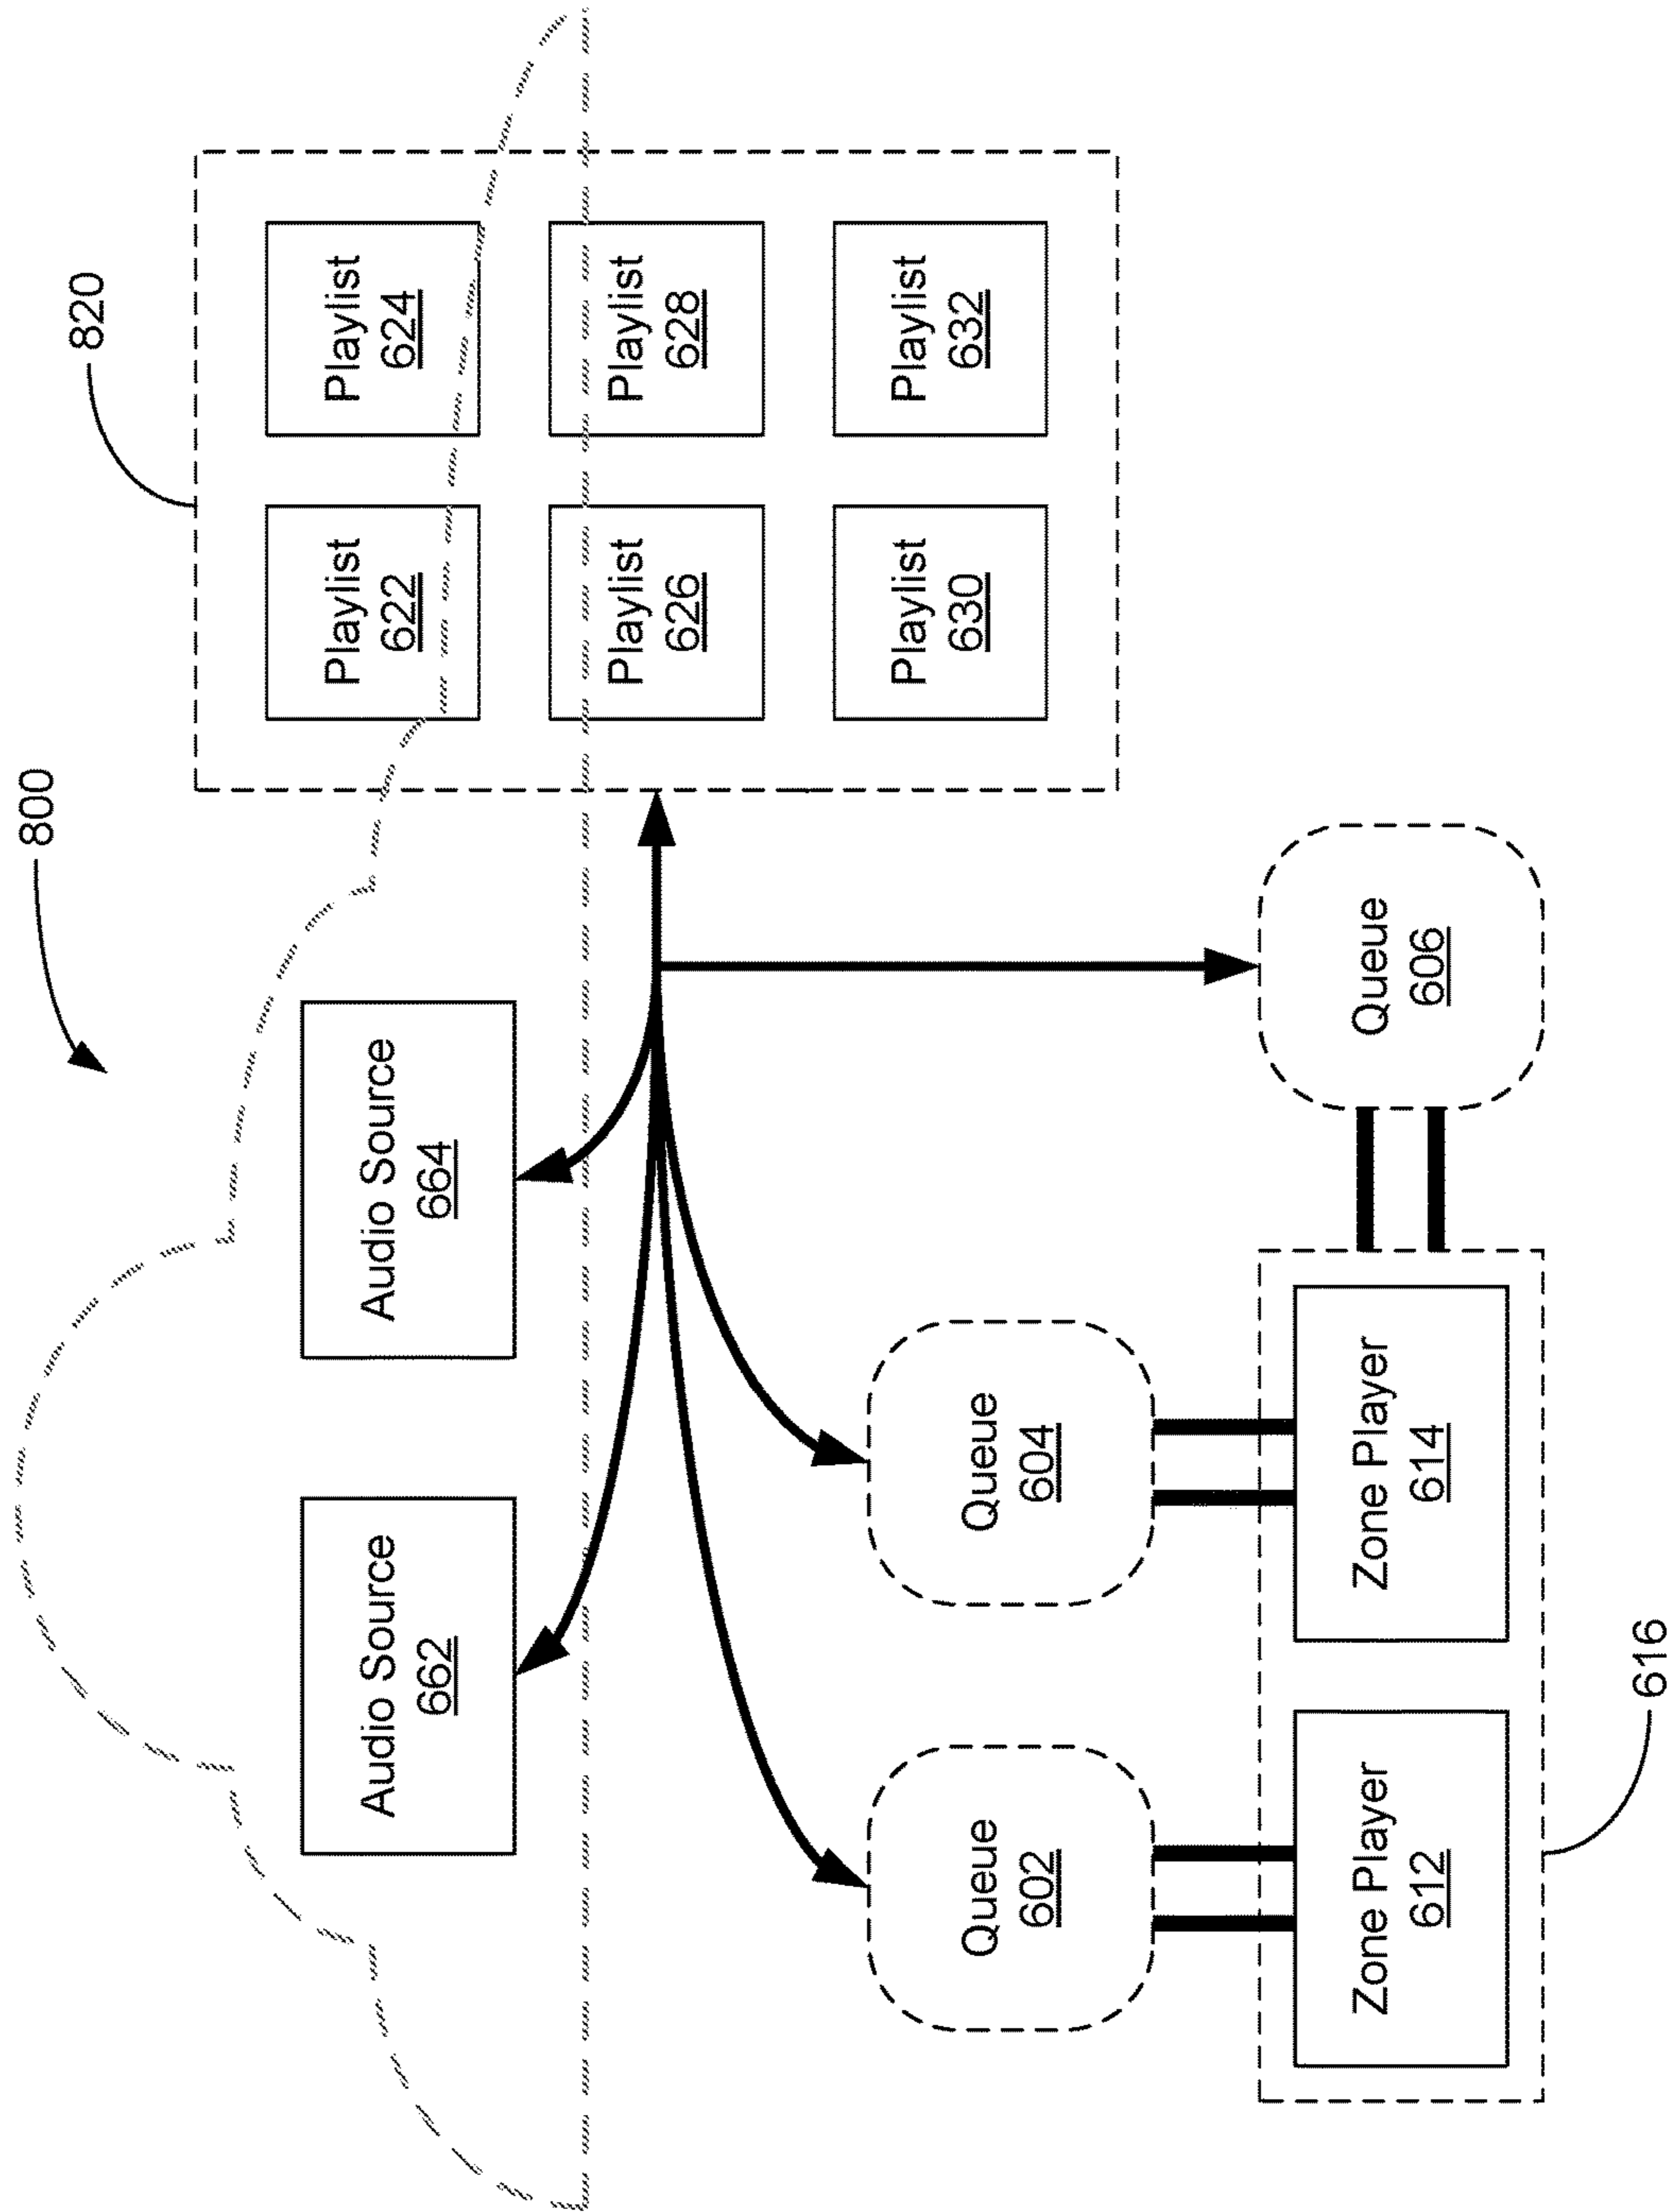 800
820
Audio Source
662
Audio Source
664
Playlist
622
Playlist
624
Playlist
626
Playlist
628
Playlist
630
Playlist
632
Queue
602
Queue
604
Queue
606
Zone Player
612
Zone Player
614
616